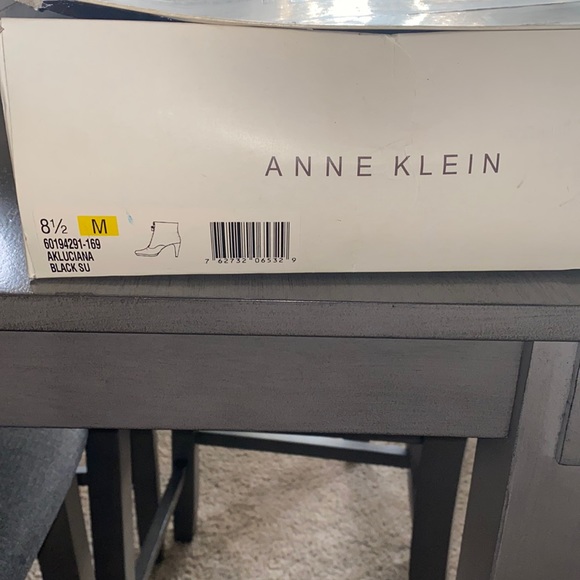 ANNE KLEIN
8½ M
60194291-169
AKLUCIANA
BLACK SU
7 62732 06532 9